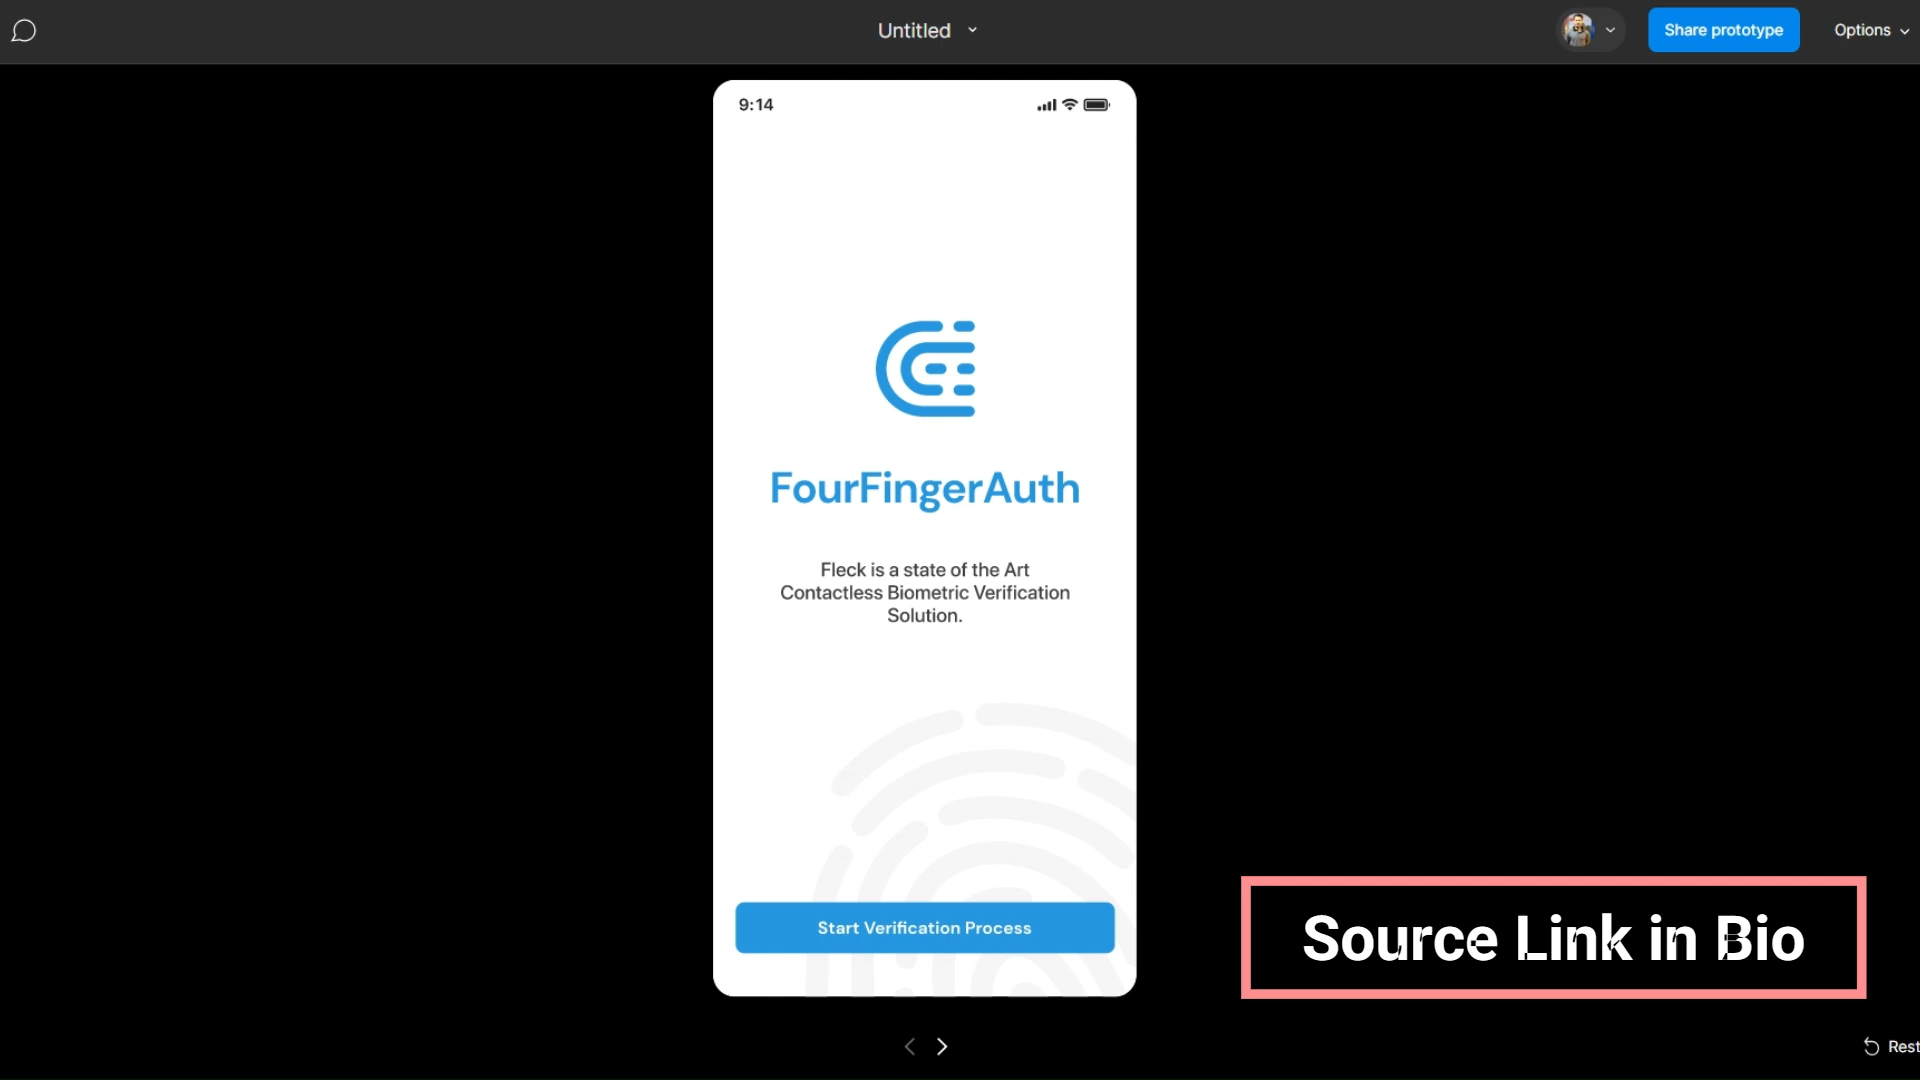 Untitled
Share prototype
Options
9:14
FourFingerAuth
Fleck is a state of the Art
Contactless Biometric Verification
Solution.
Start Verification Process
Source Link in Bio
Rest